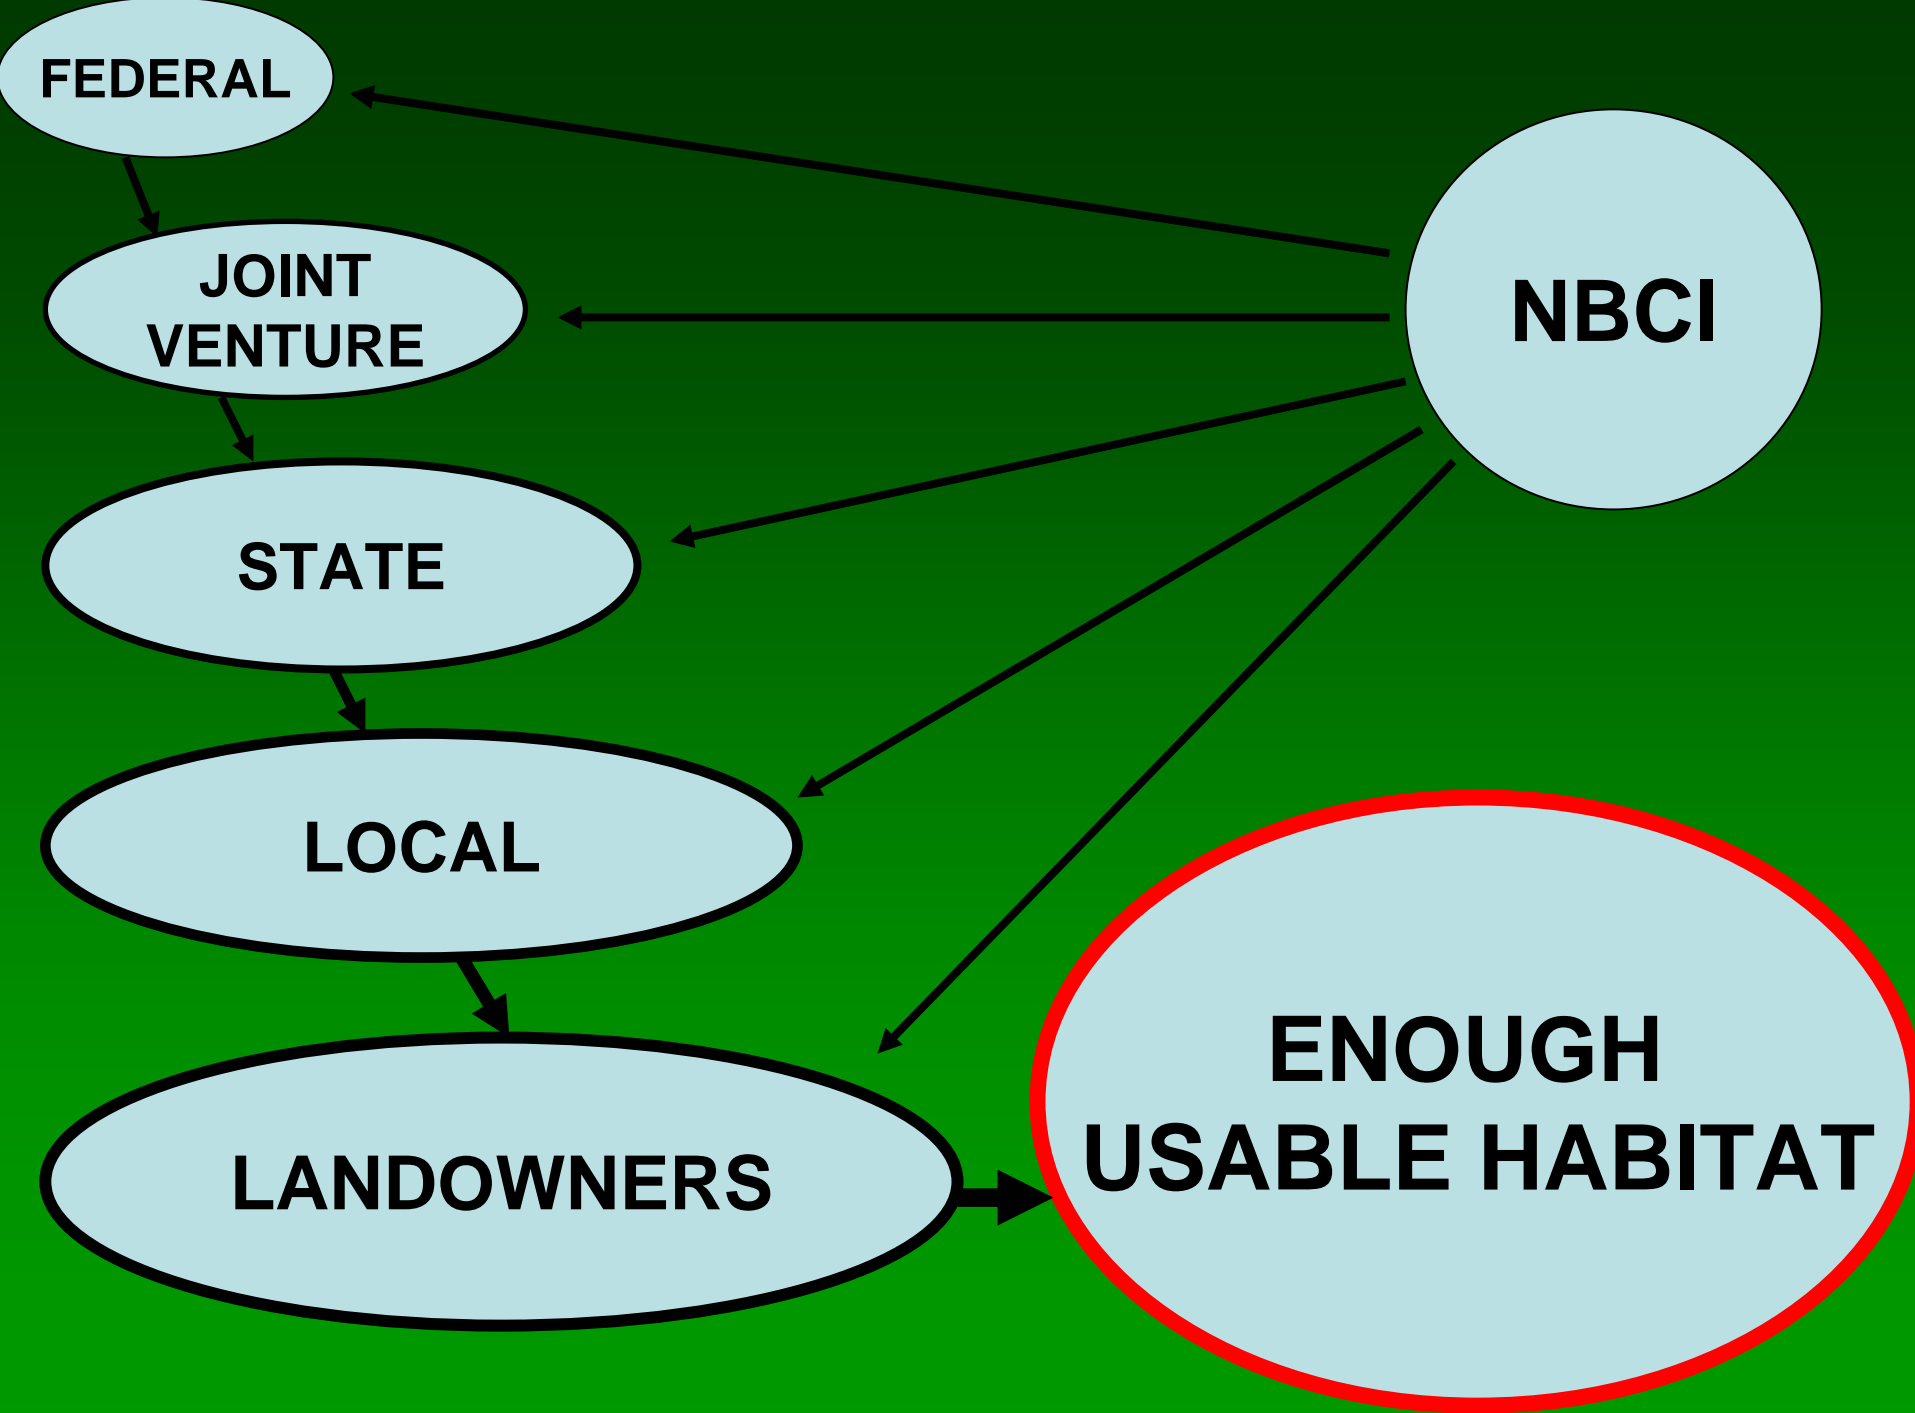 FEDERAL
JOINT
VENTURE
NBCI
STATE
LOCAL
LANDOWNERS
ENOUGH
USABLE HABITAT